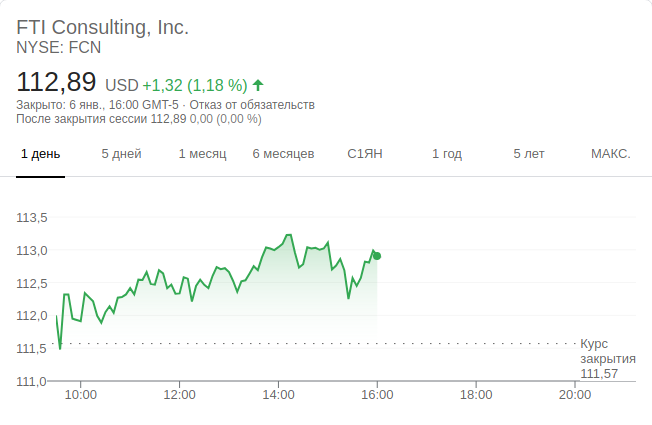 FTI Consulting, Inc.
NYSE: FCN
112,89 USD +1,32 (1,18 %)
Закрыто: 6 янв., 16:00 GMT-5 · Отказ от обязательств
После закрытия сессии 112,89 0,00 (0,00 %)
1 день 5 дней 1 месяц 6 месяцев С1ЯН 1 год 5 лет МАКС.
113,5
113,0
112,5
112,0
111,5
111,0
Курс
закрытия
111,57
10:00 12:00 14:00 16:00 18:00 20:00